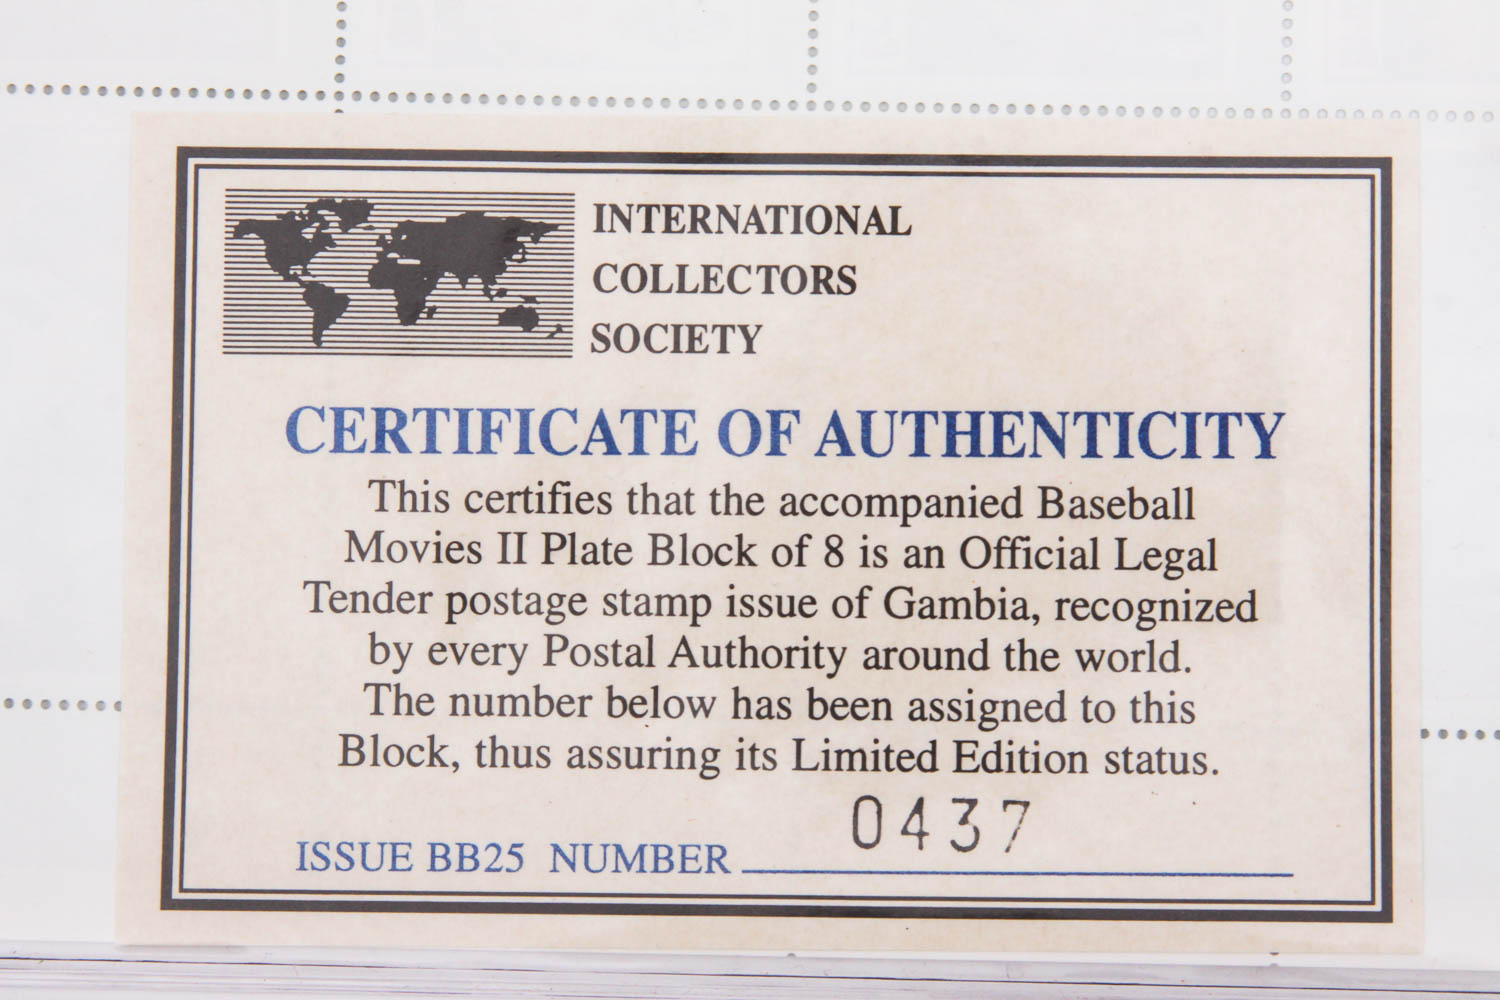 INTERNATIONAL
COLLECTORS
SOCIETY
CERTIFICATE OF AUTHENTICITY
This certifies that the accompanied Baseball
Movies II Plate Block of 8 is an Official Legal
Tender postage stamp issue of Gambia, recognized
by every Postal Authority around the world.
The number below has been assigned to this
Block, thus assuring its Limited Edition status.
0437
ISSUE BB25 NUMBER